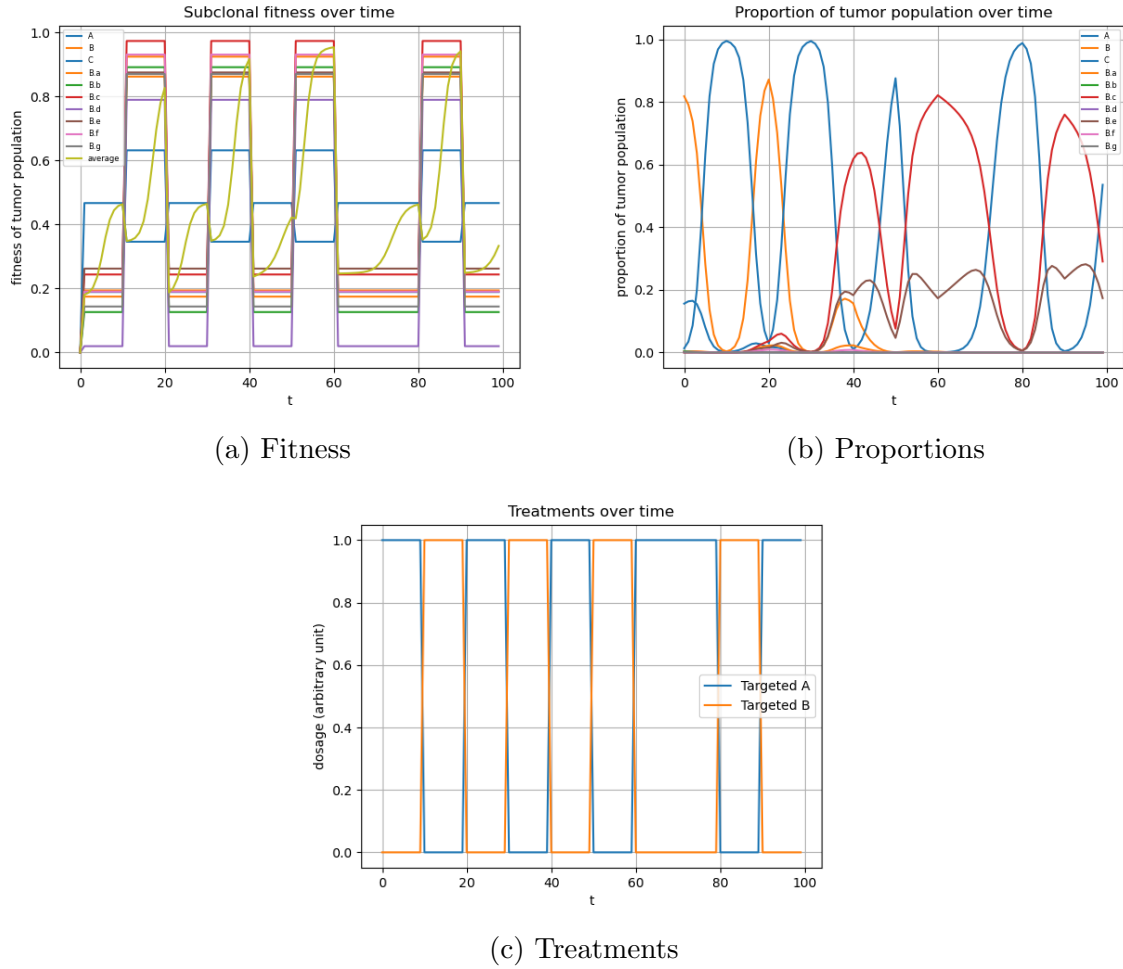 Subclonal fitness over time
fitness of tumor population
1.0
0.8
0.6
0.4
0.2
0.0
0
20
40
60
80
100
t
A
B
C
B.a
B.b
B.c
B.d
B.e
B.f
B.g
average
(a) Fitness
Proportion of tumor population over time
proportion of tumor population
1.0
0.8
0.6
0.4
0.2
0.0
0
20
40
60
80
100
t
A
B
C
B.a
B.b
B.c
B.d
B.e
B.f
B.g
(b) Proportions
Treatments over time
dosage (arbitrary unit)
1.0
0.8
0.6
0.4
0.2
0.0
0
20
40
60
80
100
t
Targeted A
Targeted B
(c) Treatments